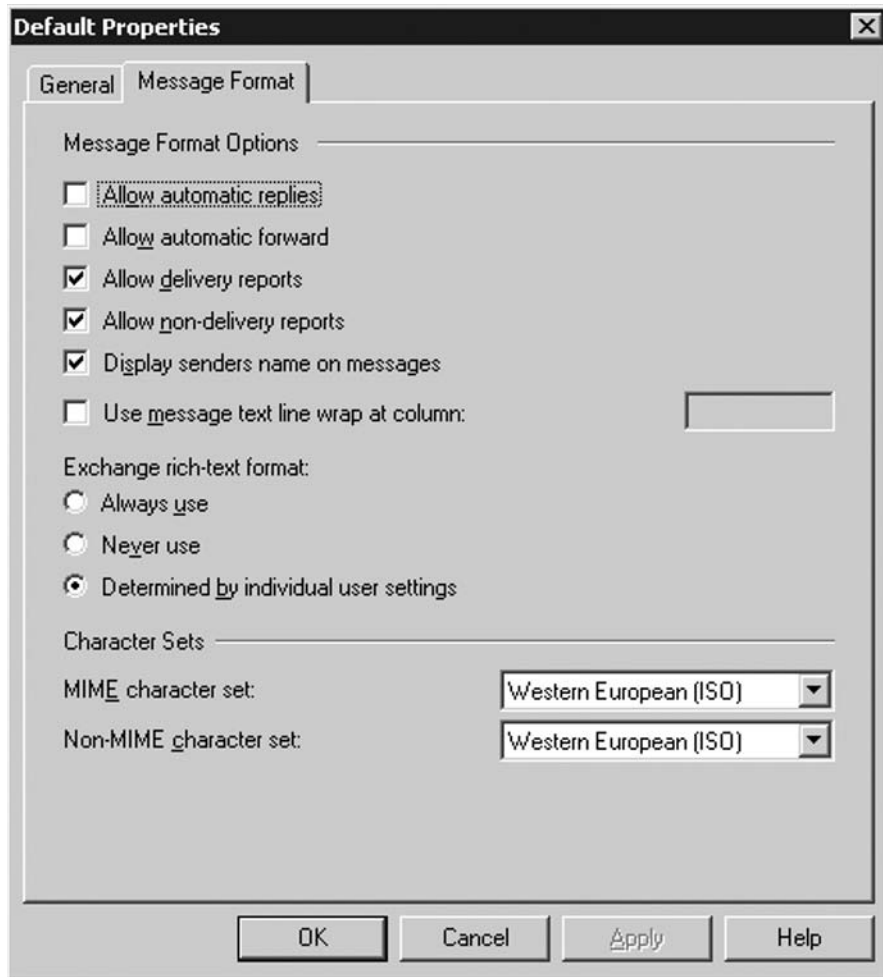 Default Properties
General
Message Format
Message Format Options
Allow automatic replies
Allow automatic forward
Allow delivery reports
Allow non-delivery reports
Display senders name on messages
Use message text line wrap at column:
Exchange rich-text format:
Always use
Never use
Determined by individual user settings
Character Sets
MIME character set: Western European (ISO)
Non-MIME character set: Western European (ISO)
OK Cancel Apply Help